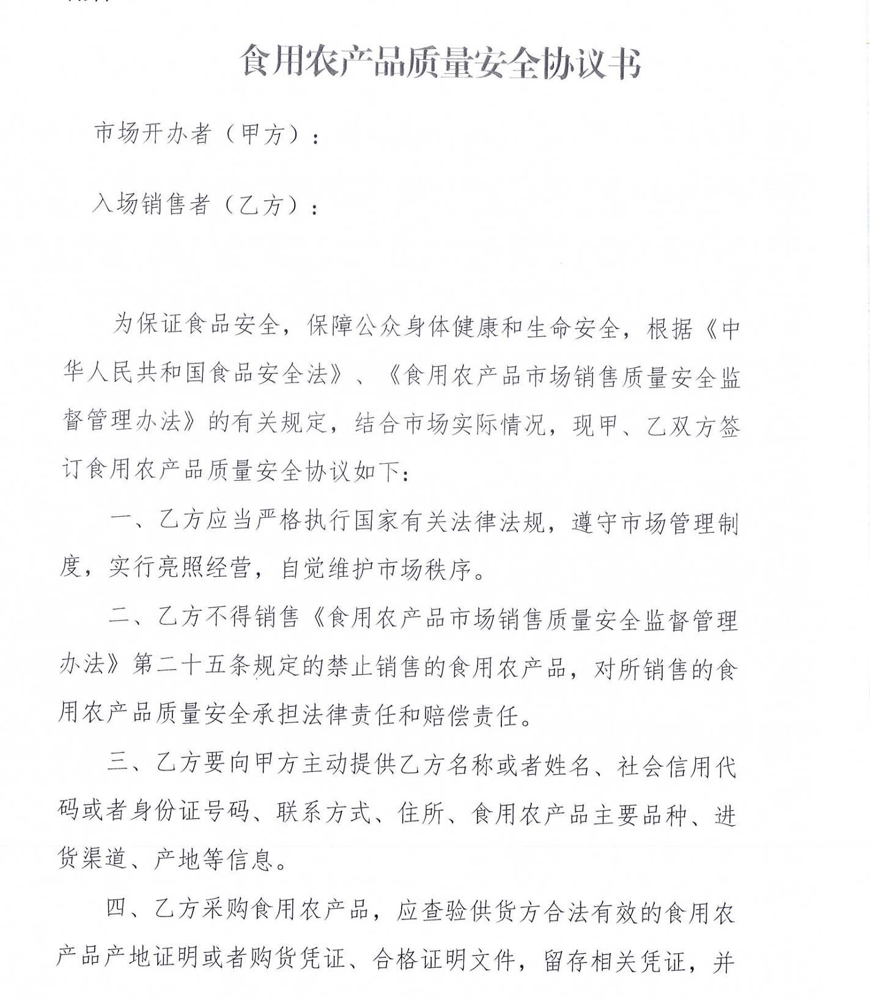 食用农产品质量安全协议书
市场开办者（甲方）：
入场销售者（乙方）：
为保证食品安全，保障公众身体健康和生命安全，根据《中
华人民共和国食品安全法》、《食用农产品市场销售质量安全监
督管理办法》的有关规定，结合市场实际情况，现甲、乙双方签
订食用农产品质量安全协议如下：
一、乙方应当严格执行国家有关法律法规，遵守市场管理制
度，实行亮照经营，自觉维护市场秩序。
二、乙方不得销售《食用农产品市场销售质量安全监督管理
办法》第二十五条规定的禁止销售的食用农产品，对所销售的食
用农产品质量安全承担法律责任和赔偿责任。
三、乙方要向甲方主动提供乙方名称或者姓名、社会信用代
码或者身份证号码、联系方式、住所、食用农产品主要品种、进
货渠道、产地等信息。
四、乙方采购食用农产品，应查验供货方合法有效的食用农
产品产地证明或者购货凭证、合格证明文件，留存相关凭证，并